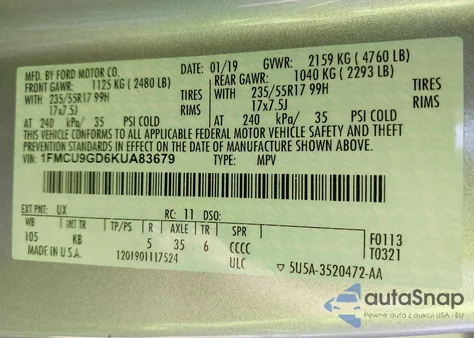 MFD. BY FORD MOTOR CO.
DATE: 01/19 GVWR: 2159 KG (4760 LB)
FRONT GAWR: 1125 KG (2480 LB) REAR GAWR: 1040 KG (2293 LB)
WITH 235/55R17 99H TIRES WITH 235/55R17 99H TIRES
17x7.5J RIMS 17x7.5J RIMS
AT 240 kPa/ 35 PSI COLD AT 240 kPa/ 35 PSI COLD
THIS VEHICLE CONFORMS TO ALL APPLICABLE FEDERAL MOTOR VEHICLE SAFETY AND THEFT
PREVENTION STANDARDS IN EFFECT ON THE DATE OF MANUFACTURE SHOWN ABOVE.
VIN: 1FMCU9GD6KUA83679 TYPE: MPV
EXT PNT: UX RC: 11 DSO:
WB INT TR TP/PS R AXLE TR SPR F0113
105 KB 5 35 6 CCCC T0321
MADE IN U.S.A. 1201901117524 ULC ▽ 5U5A-3520472-AA
autoSnap
Pewne auta z aukcji USA i EU